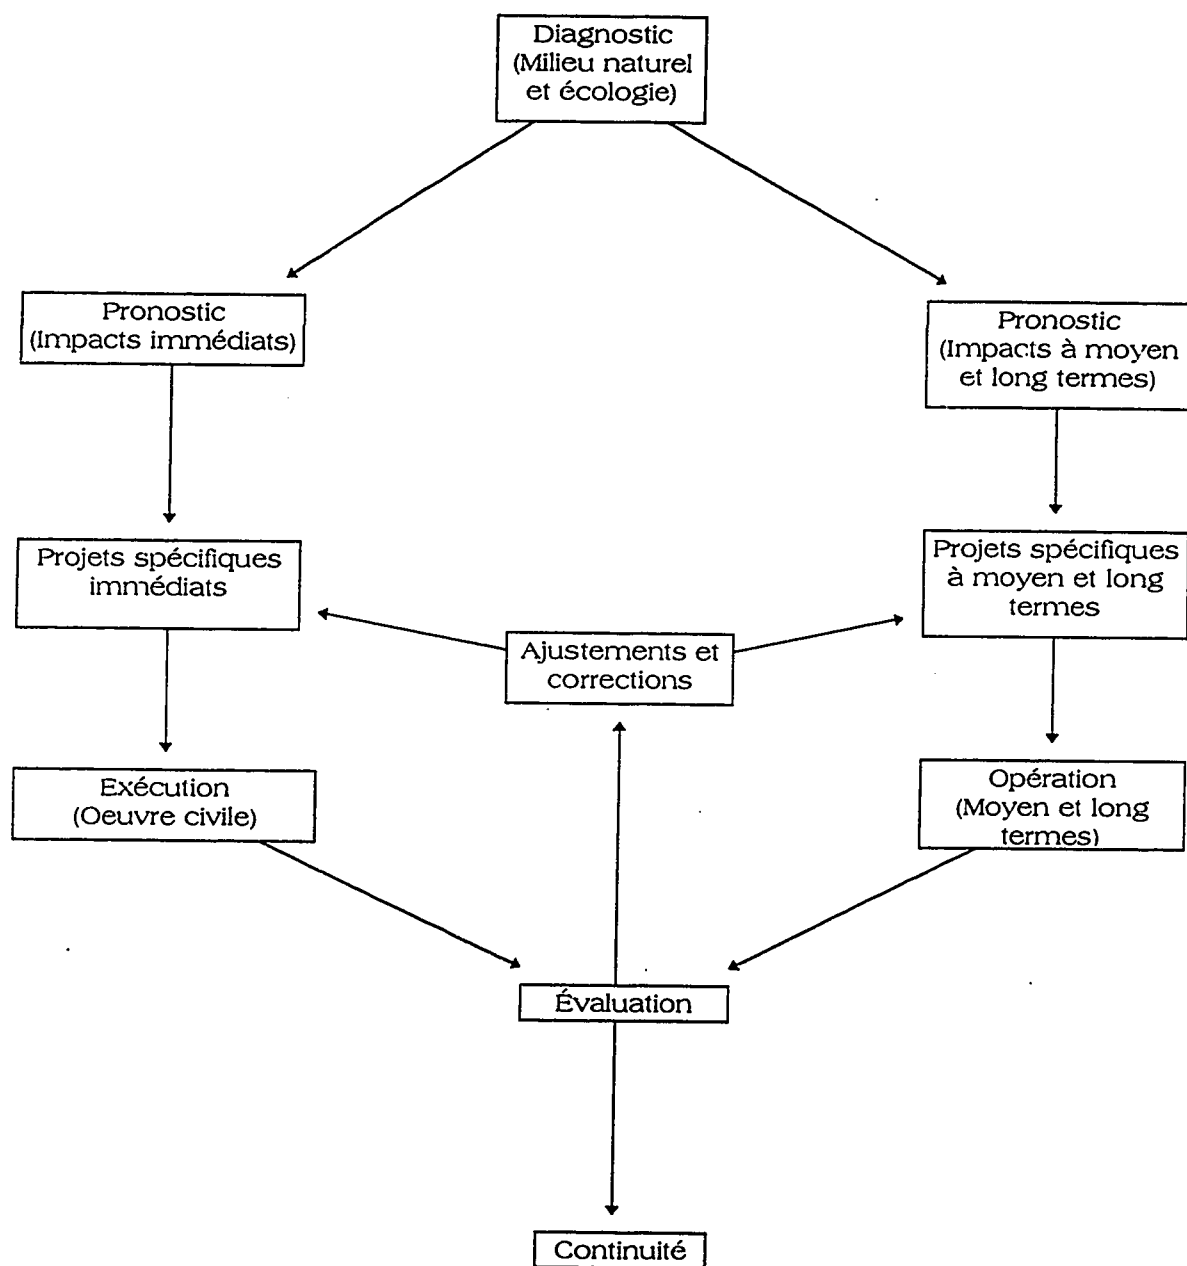 Diagnostic
(Milieu naturel
et écologie)
Pronostic
(Impacts immédiats)
Pronostic
(Impacts à moyen
et long termes)
Projets spécifiques
immédiats
Projets spécifiques
à moyen et long
termes
Ajustements et
corrections
Exécution
(Oeuvre civile)
Opération
(Moyen et long
termes)
Évaluation
Continuité